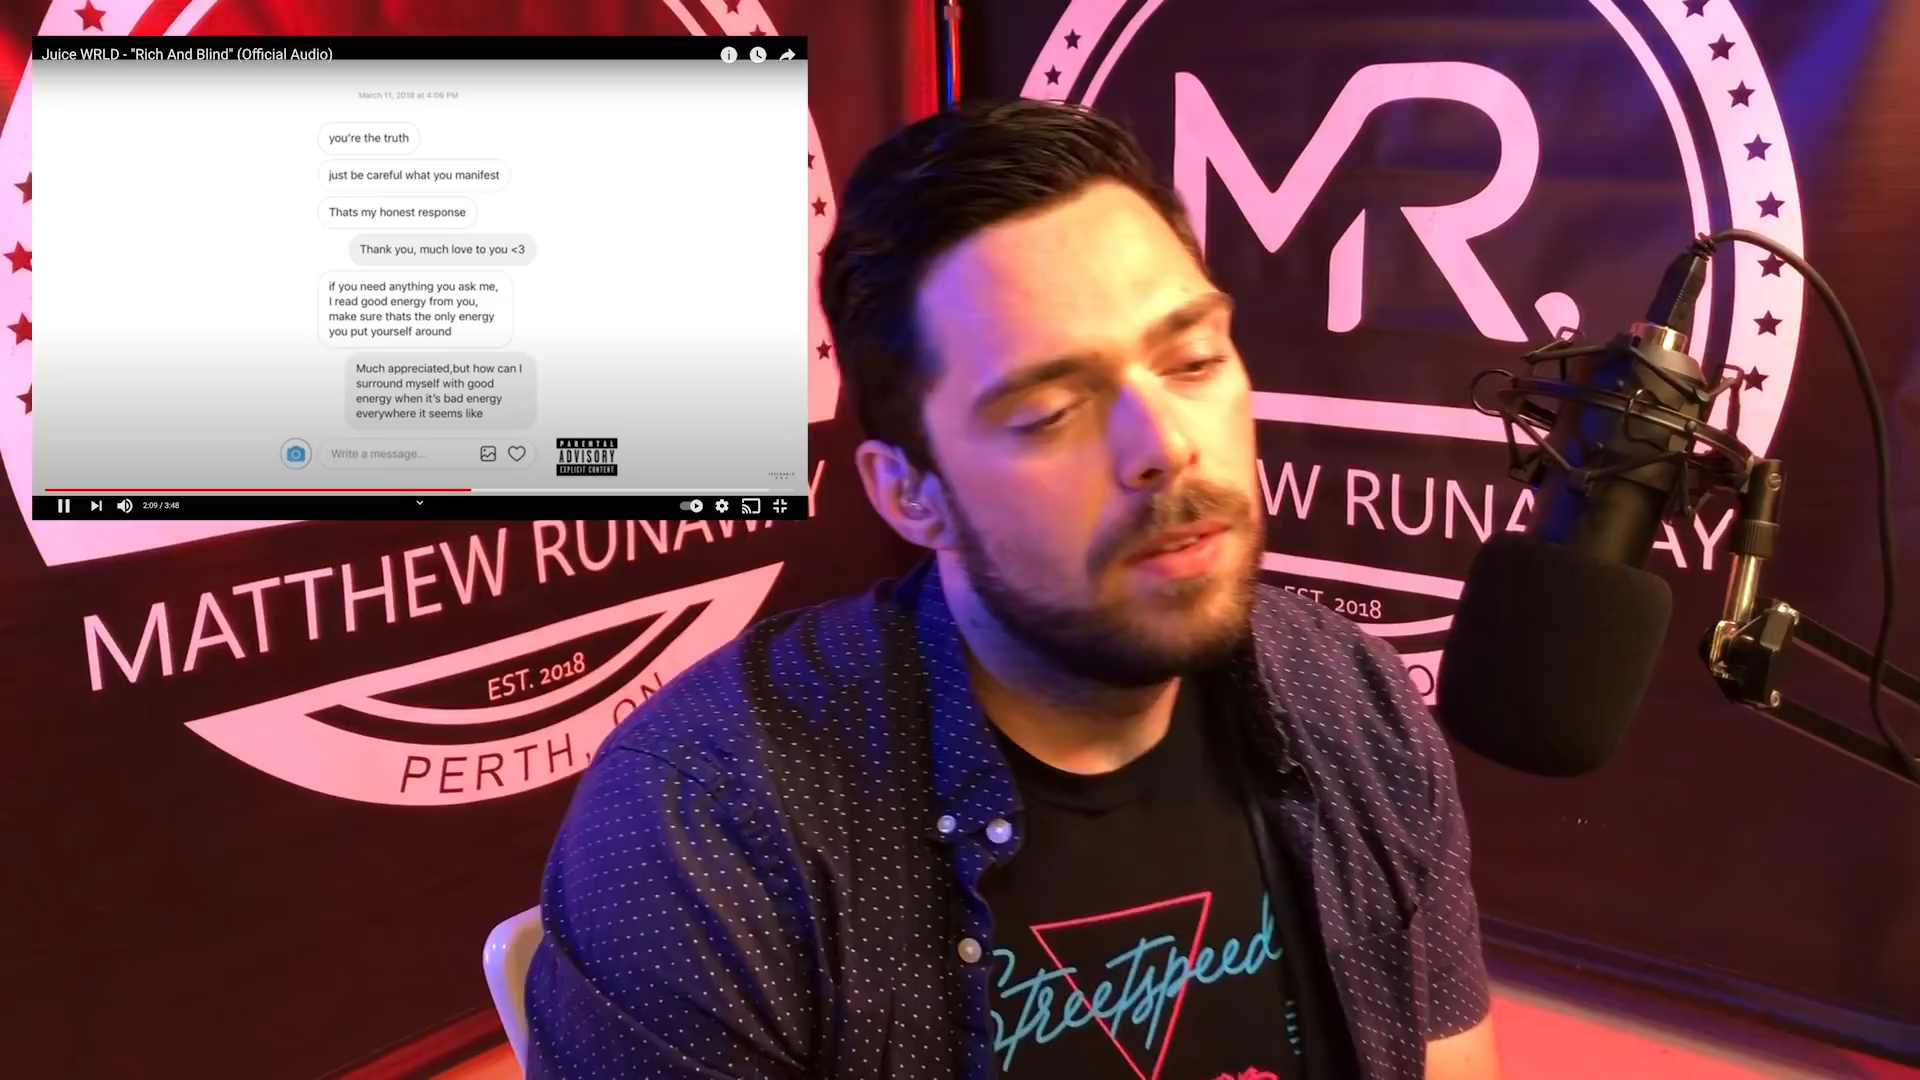 Juice WRLD - "Rich And Blind" (Official Audio)
March 11, 2018 at 4:06 PM
you're the truth
just be careful what you manifest
Thats my honest response
Thank you, much love to you <3
if you need anything you ask me,
I read good energy from you,
make sure thats the only energy
you put yourself around
Much appreciated,but how can I
surround myself with good
energy when it's bad energy
everywhere it seems like
Write a message...
PARENTAL
ADVISORY
EXPLICIT CONTENT
2:09 / 3:48
MATTHEW RUNAWAY
EST. 2018
PERTH, ON
MR.
W RUNAWAY
EST. 2018
Streetspeed